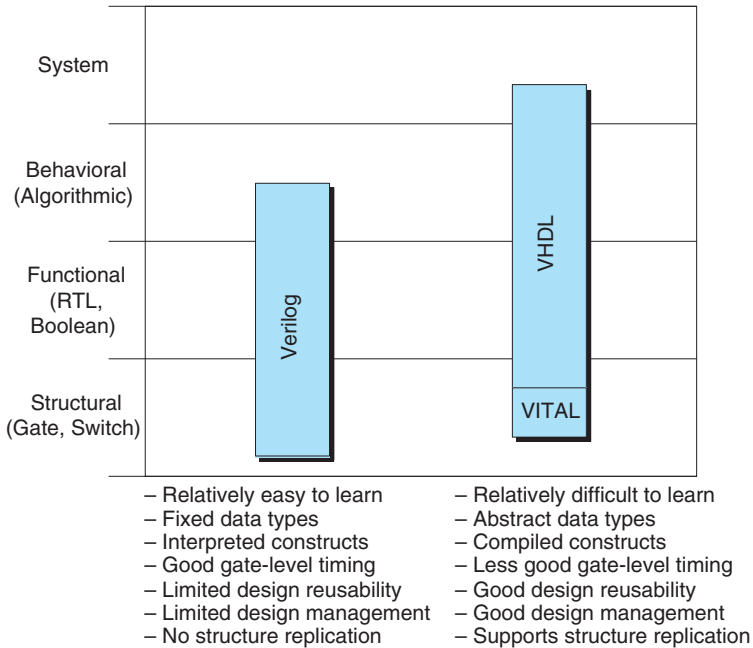 System
Behavioral
(Algorithmic)
Functional
(RTL,
Boolean)
Structural
(Gate, Switch)
Verilog
VHDL
VITAL
– Relatively easy to learn
– Fixed data types
– Interpreted constructs
– Good gate-level timing
– Limited design reusability
– Limited design management
– No structure replication
– Relatively difficult to learn
– Abstract data types
– Compiled constructs
– Less good gate-level timing
– Good design reusability
– Good design management
– Supports structure replication